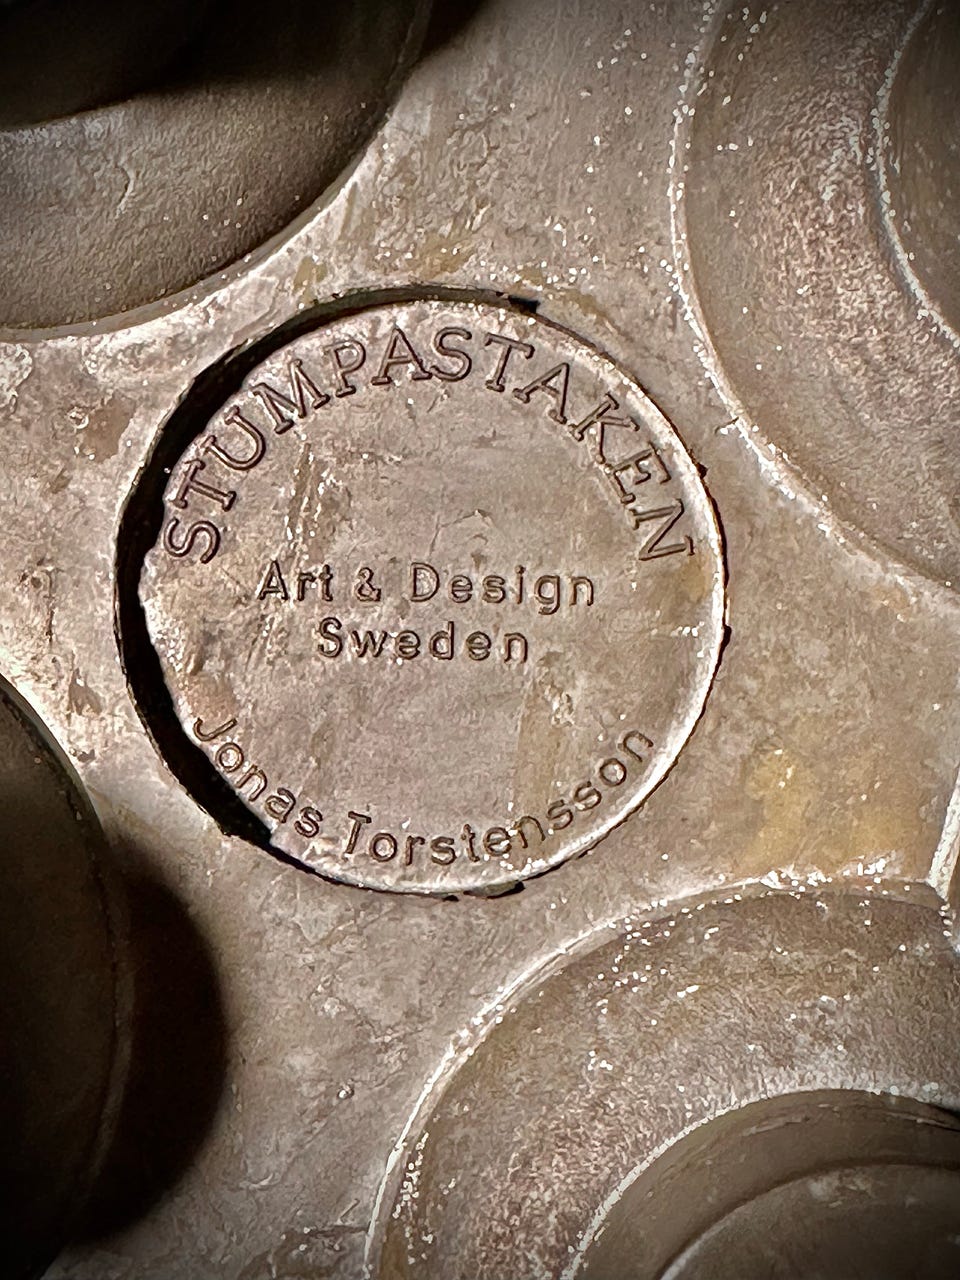 STUMPASTAKEN
Art & Design
Sweden
Jonas Torstensson